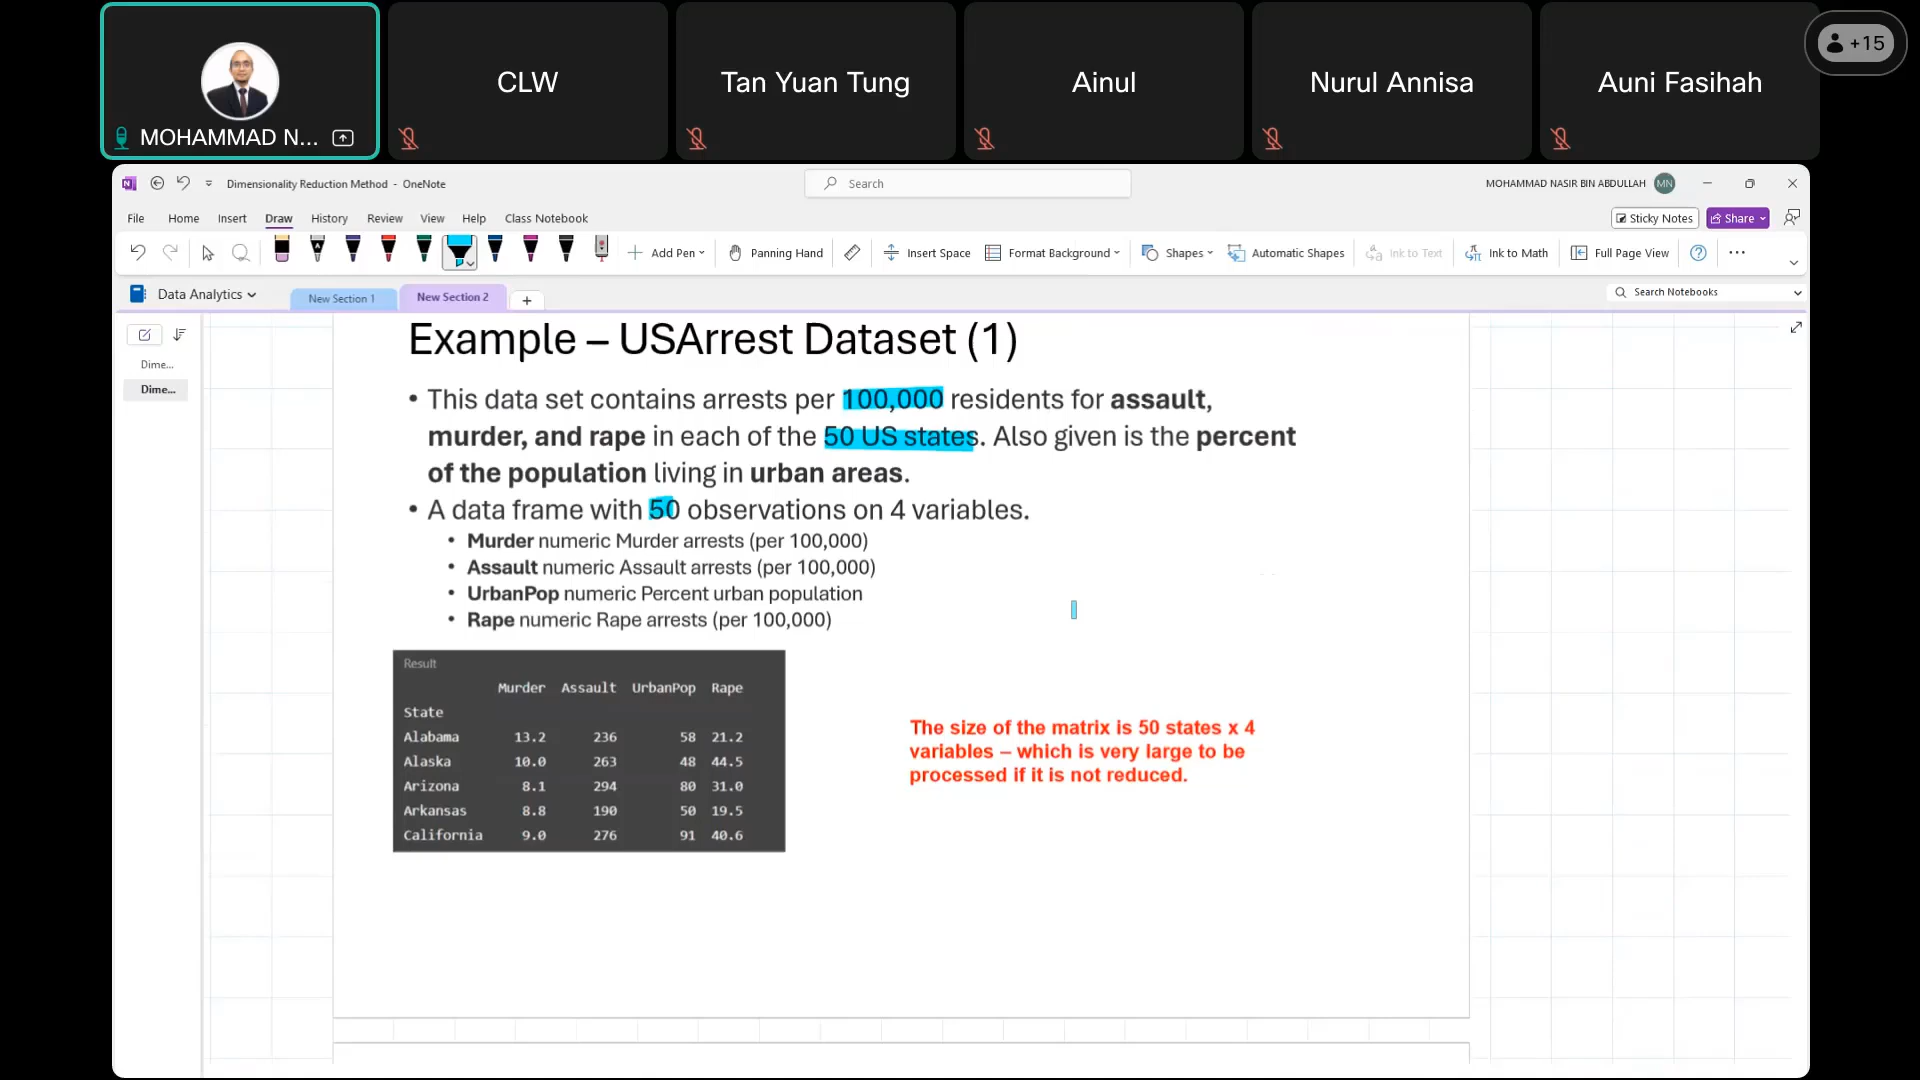 CLW
Tan Yuan Tung
Ainul
Nurul Annisa
Auni Fasihah
+15
MOHAMMAD N...
Dimensionality Reduction Method - OneNote
Search
MOHAMMAD NASIR BIN ABDULLAH
MN
File Home Insert Draw History Review View Help Class Notebook
Sticky Notes
Share
Add Pen
Panning Hand
Insert Space
Format Background
Shapes
Automatic Shapes
Ink to Text
Ink to Math
Full Page View
Data Analytics
New Section 1
New Section 2
Search Notebooks
Dime...
Dime...
Example – USArrest Dataset (1)
• This data set contains arrests per 100,000 residents for assault,
murder, and rape in each of the 50 US states. Also given is the percent
of the population living in urban areas.
• A data frame with 50 observations on 4 variables.
• Murder numeric Murder arrests (per 100,000)
• Assault numeric Assault arrests (per 100,000)
• UrbanPop numeric Percent urban population
• Rape numeric Rape arrests (per 100,000)
Result
Murder Assault UrbanPop Rape
State
Alabama 13.2 236 58 21.2
Alaska 10.0 263 48 44.5
Arizona 8.1 294 80 31.0
Arkansas 8.8 190 50 19.5
California 9.0 276 91 40.6
The size of the matrix is 50 states x 4
variables – which is very large to be
processed if it is not reduced.